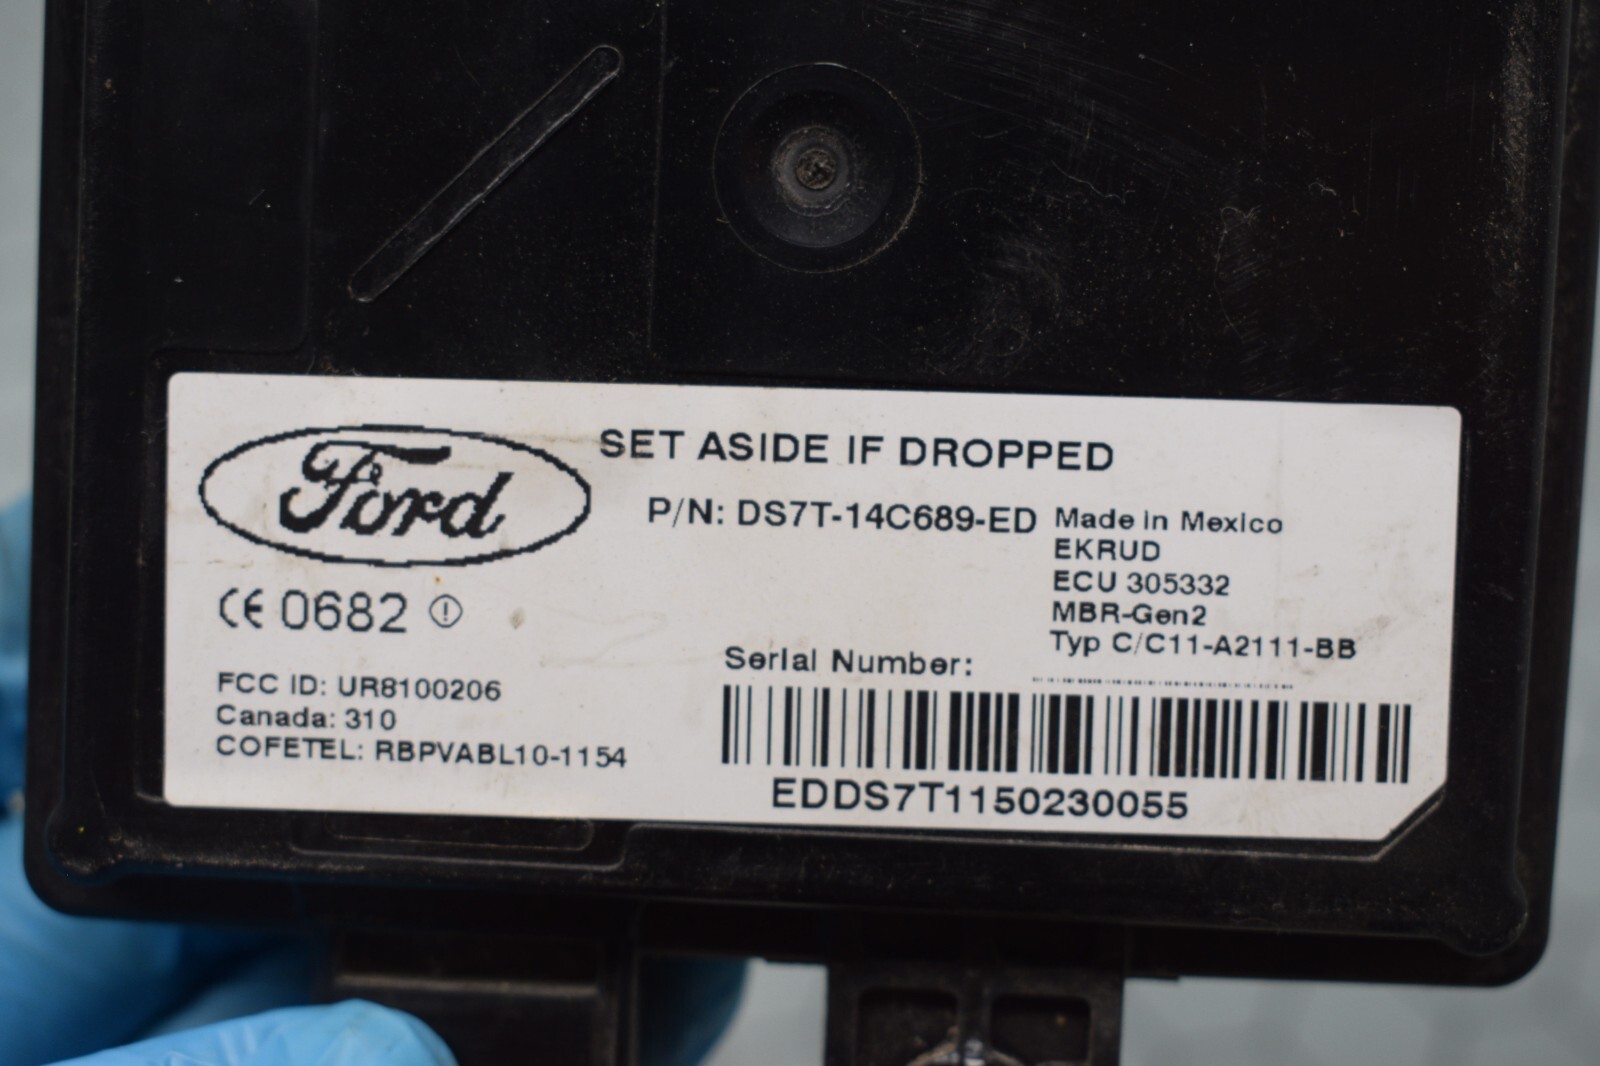 Ford
SET ASIDE IF DROPPED
P/N: DS7T-14C689-ED
Made in Mexico
EKRUD
ECU 305332
MBR-Gen2
Typ C/C11-A2111-BB
CE 0682
FCC ID: UR8100206
Canada: 310
COFETEL: RBPVABL10-1154
Serial Number:
EDDS7T1150230055